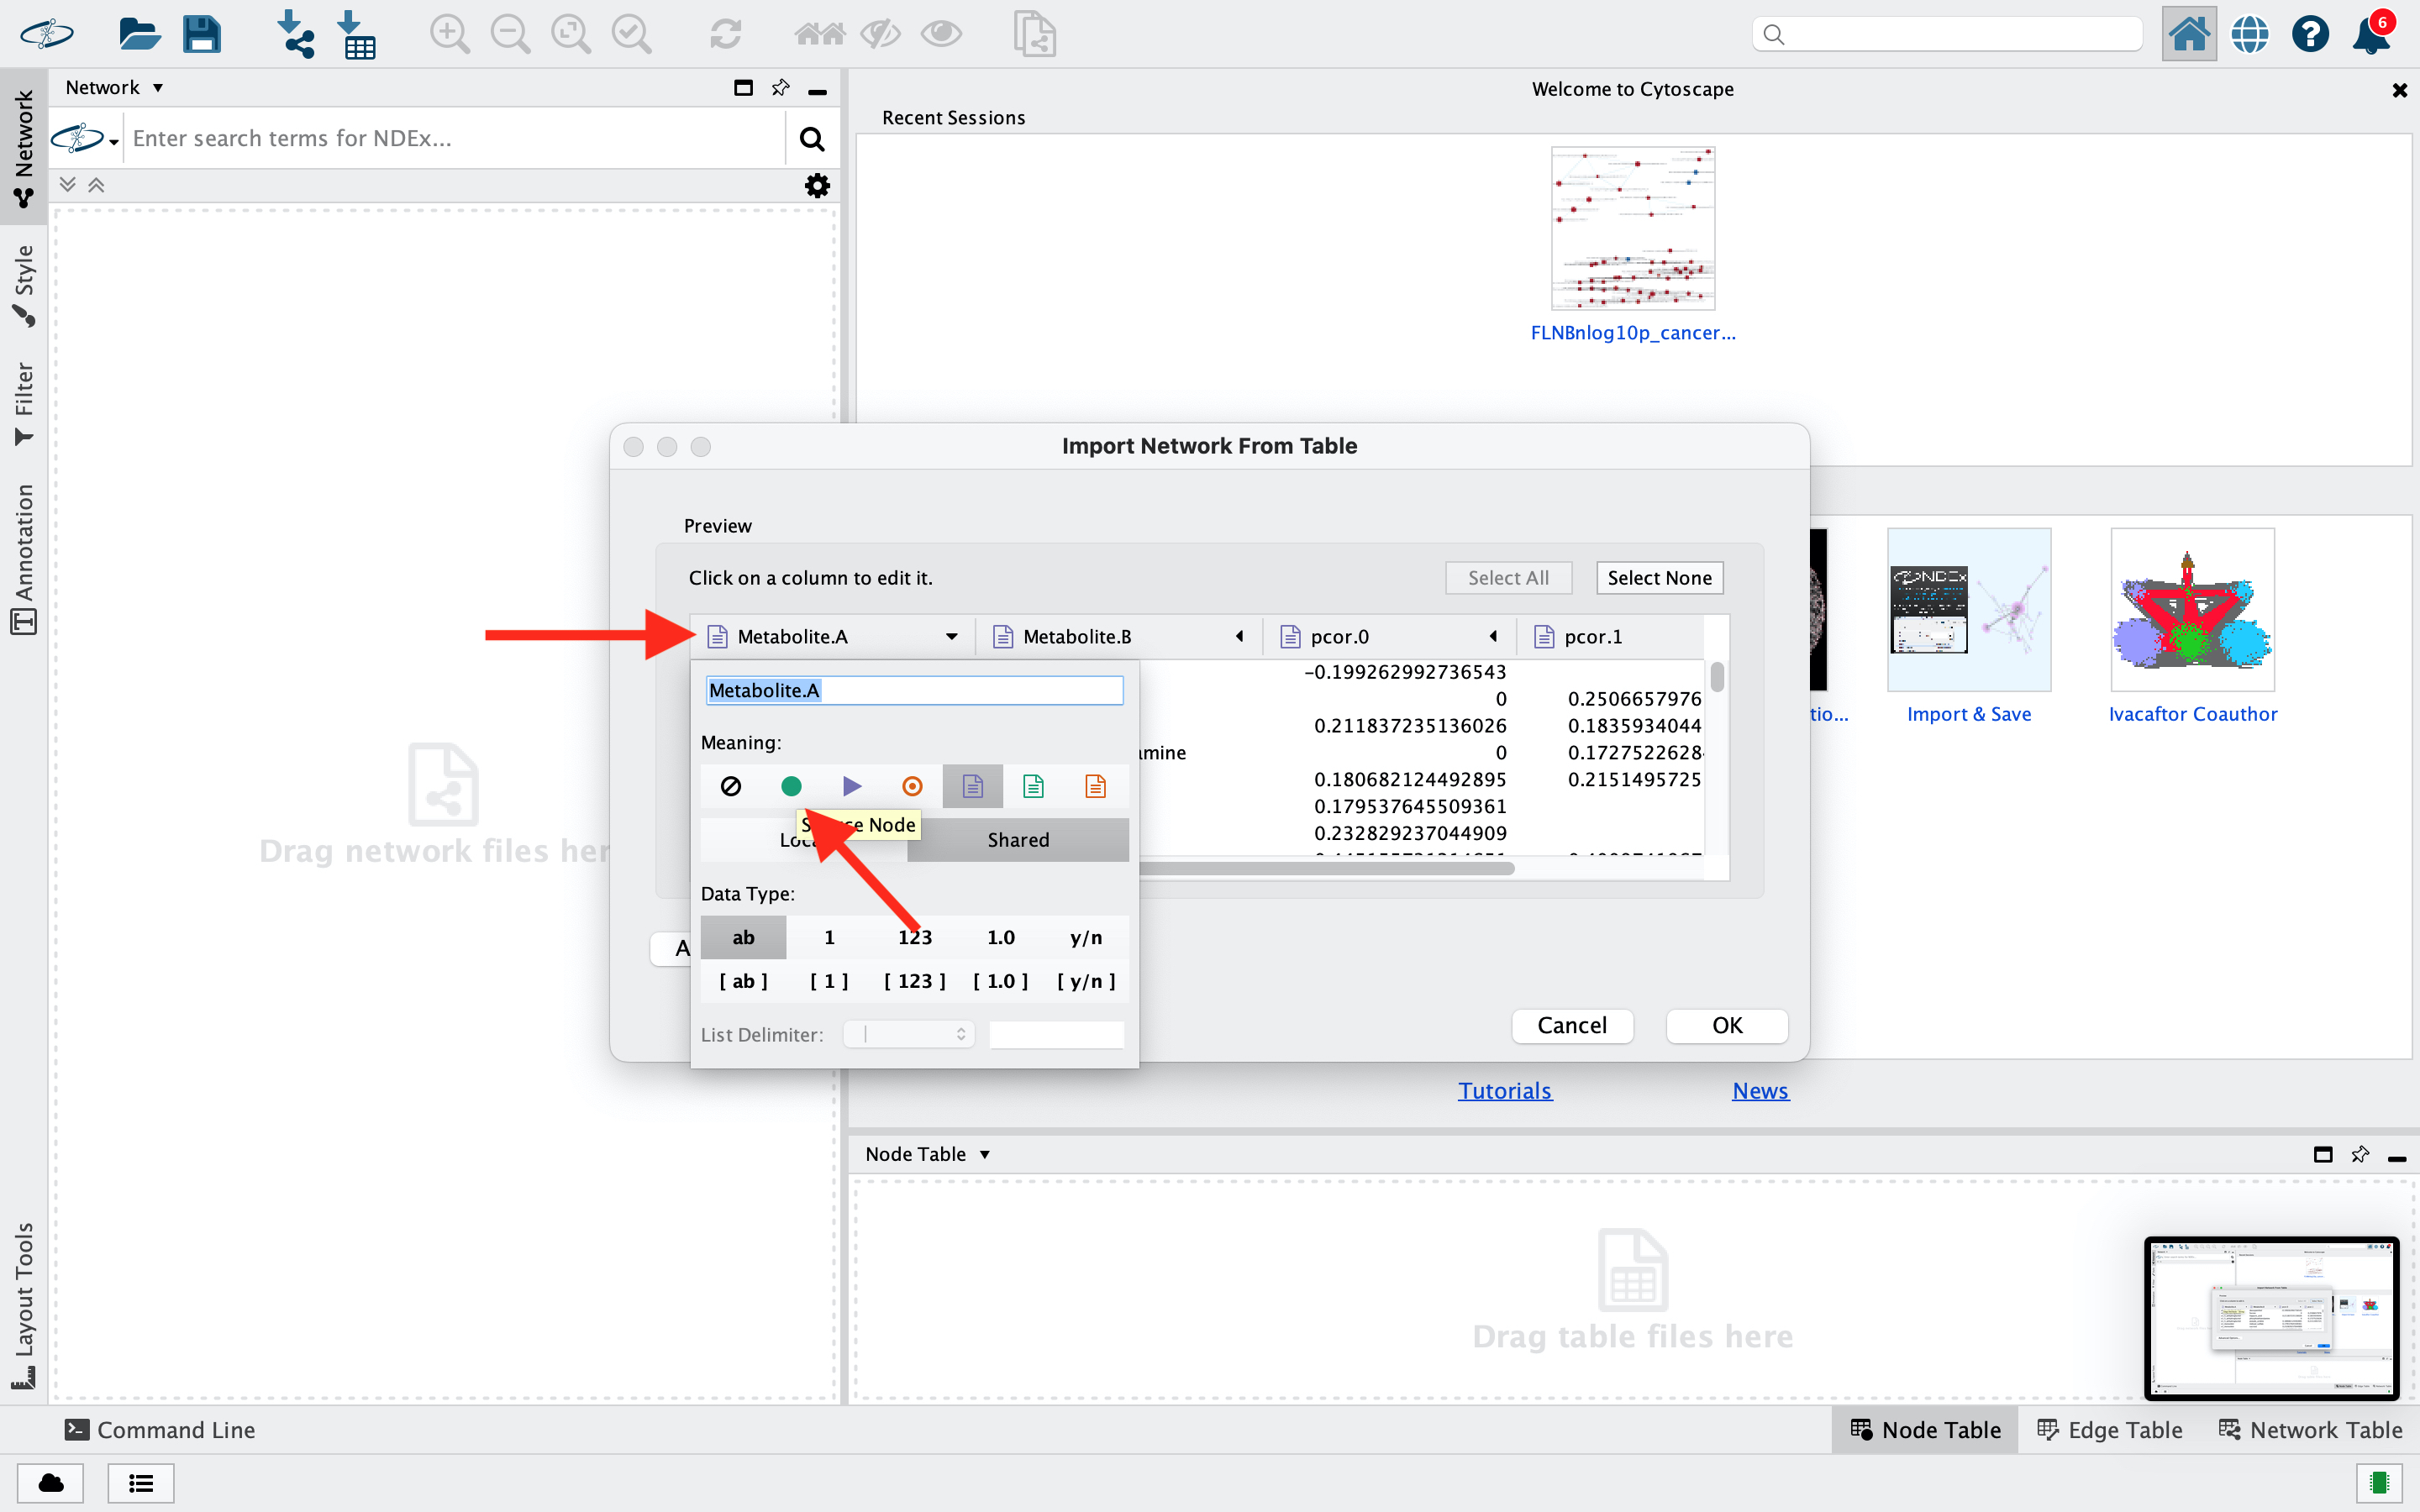 6
Network
Welcome to Cytoscape
Recent Sessions
Enter search terms for NDEx...
Network
Style
Filter
Annotation
Layout Tools
FLNBnlog10p_cancer...
Drag network files her
Import Network From Table
Preview
Click on a column to edit it.
Select All
Select None
Metabolite.A
Metabolite.B
pcor.0
pcor.1
Metabolite.A
Meaning:
Node
Shared
Data Type:
ab 1 123 1.0 y/n
[ ab ] [ 1 ] [ 123 ] [ 1.0 ] [ y/n ]
List Delimiter: |
-0.199262992736543
0 0.2506657976
0.211837235136026 0.1835934044
amine 0 0.1727522628
0.180682124492895 0.2151495725
0.179537645509361
0.232829237044909
A
Cancel
OK
NDEx
tio...
Import & Save
Ivacaftor Coauthor
Tutorials
News
Node Table
Drag table files here
Command Line
Node Table
Edge Table
Network Table